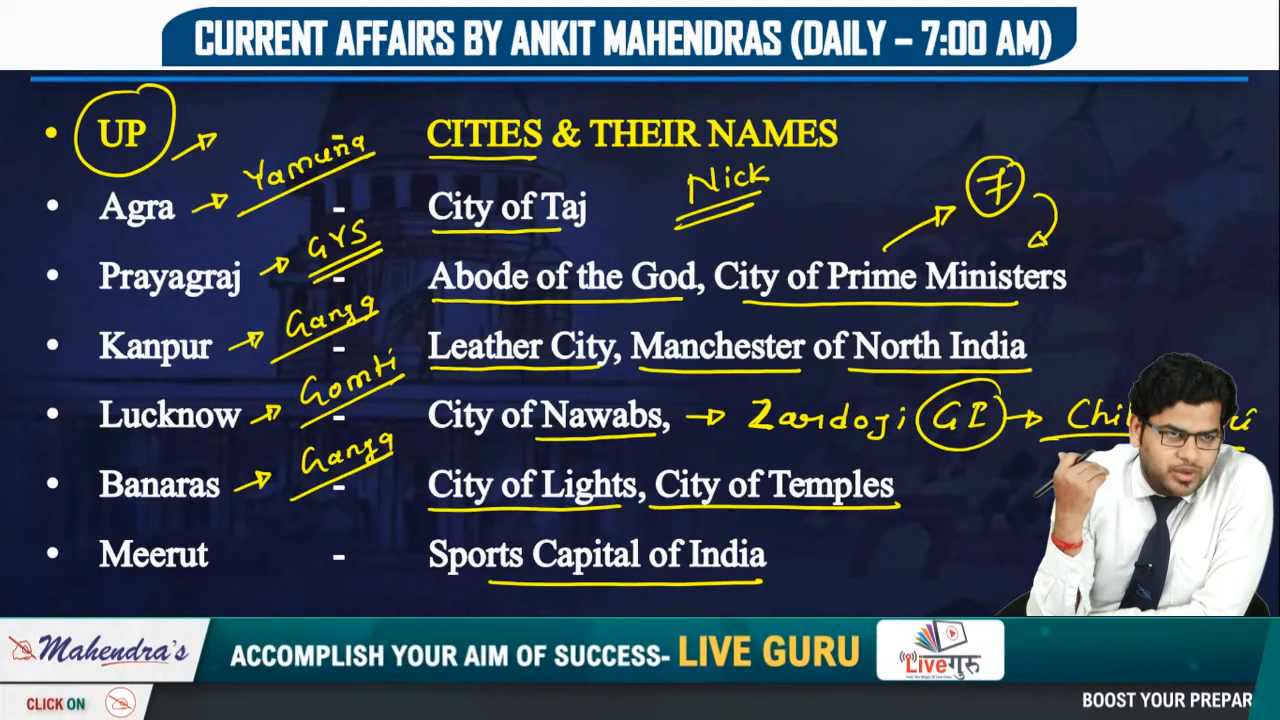 CURRENT AFFAIRS BY ANKIT MAHENDRAS (DAILY – 7:00 AM)
• UP → - CITIES & THEIR NAMES
Nick
• Agra → Yamuna - City of Taj
7
• Prayagraj → GYS - Abode of the God, City of Prime Ministers
• Kanpur → Ganga - Leather City, Manchester of North India
• Lucknow → Gomti - City of Nawabs, → Zardoji GI →
• Banaras → Ganga - City of Lights, City of Temples
• Meerut - Sports Capital of India
Mahendra's ACCOMPLISH YOUR AIM OF SUCCESS- LIVE GURU Liveगुरु
CLICK ON BOOST YOUR PREPAR